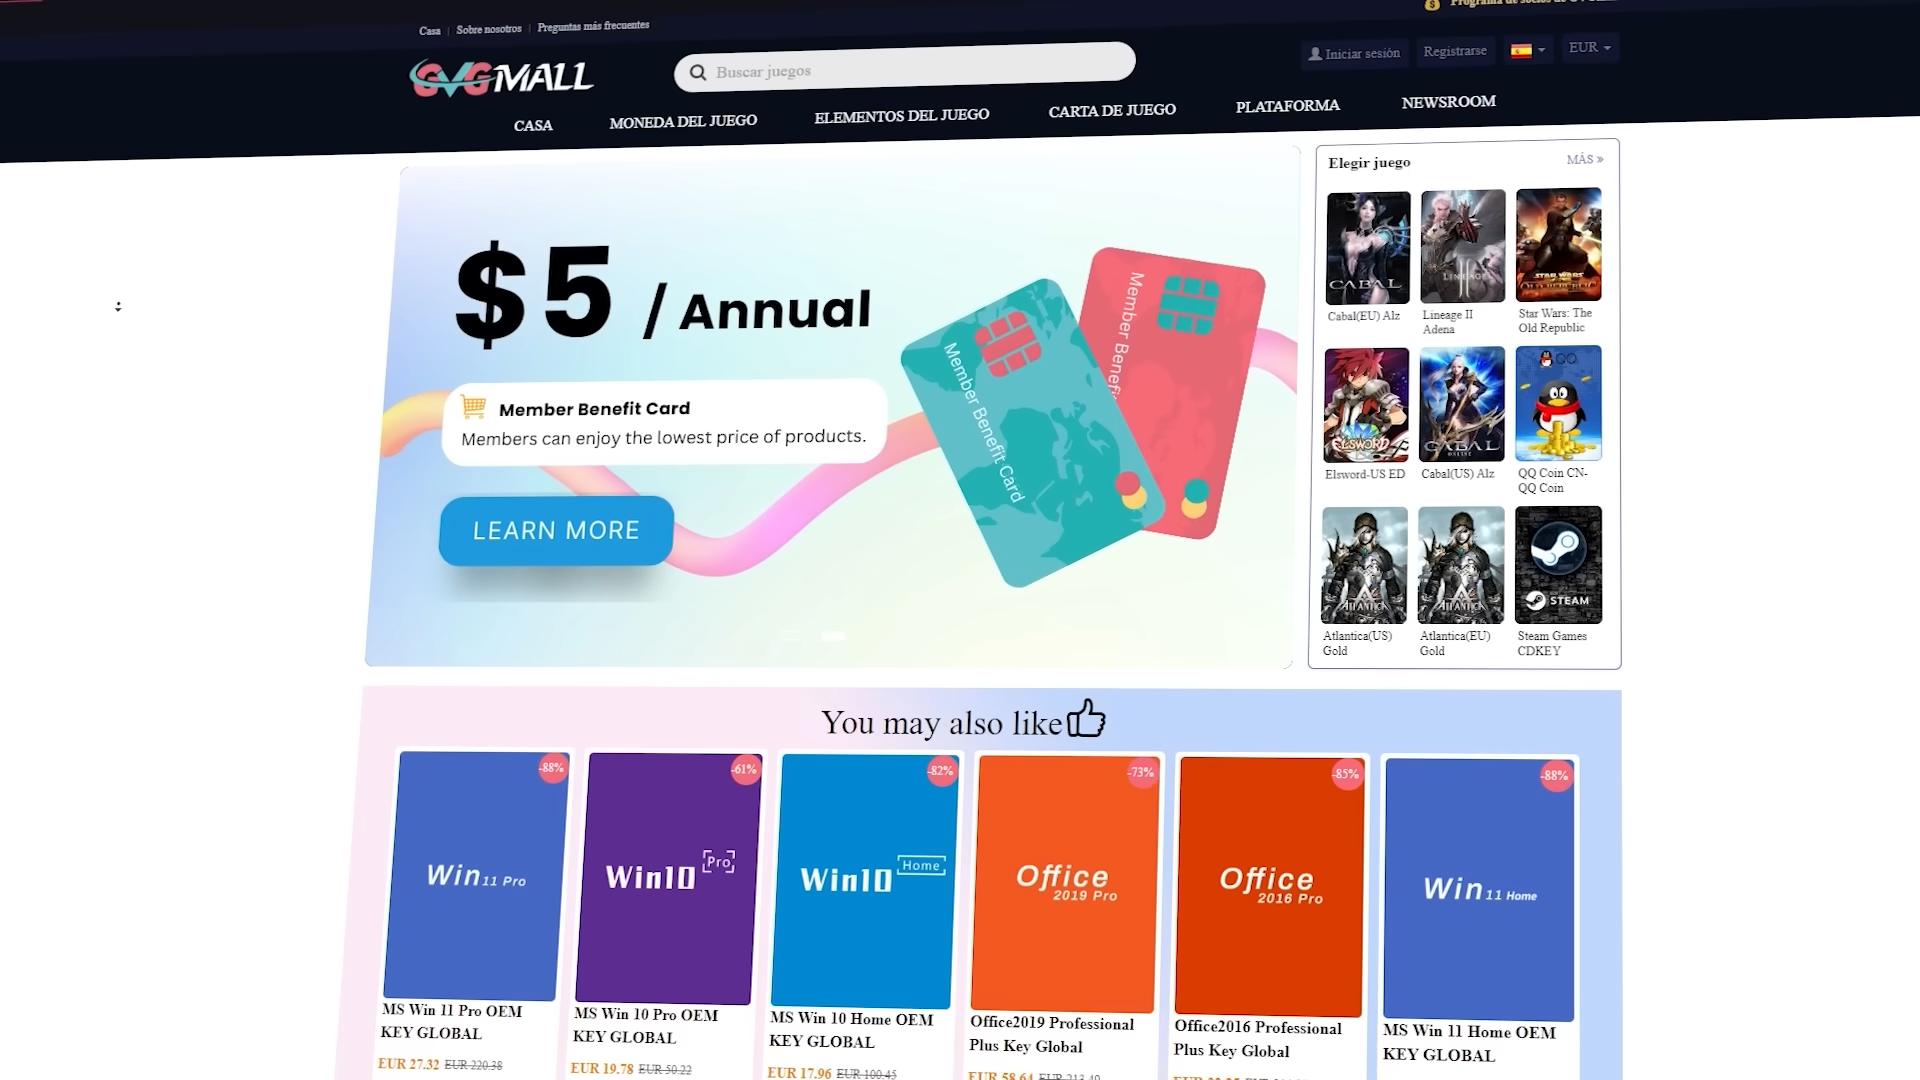 Casa | Sobre nosotros | Preguntas más frecuentes
GVGMALL
Buscar juegos
Iniciar sesión
Registrarse
EUR
CASA
MONEDA DEL JUEGO
ELEMENTOS DEL JUEGO
CARTA DE JUEGO
PLATAFORMA
NEWSROOM
$5 / Annual
Member Benefit Card
Members can enjoy the lowest price of products.
LEARN MORE
Member Benefit Card
Member Benefi
Elegir juego
MÁS »
CABAL
LINEAGE II
STAR WARS
OLD REPUBLIC
Cabal(EU) Alz
Lineage II
Adena
Star Wars: The
Old Republic
ELSWORD
CABAL
ONLINE
QQ
Elsword-US ED
Cabal(US) Alz
QQ Coin CN-
QQ Coin
ATLANTICA
ATLANTICA
STEAM
Atlantica(US)
Gold
Atlantica(EU)
Gold
Steam Games
CDKEY
You may also like
-88%
-61%
-82%
-73%
-85%
-88%
Win 11 Pro
Win10 Pro
Win10 Home
Office
2019 Pro
Office
2016 Pro
Win 11 Home
MS Win 11 Pro OEM
KEY GLOBAL
EUR 27.32 EUR 220.38
MS Win 10 Pro OEM
KEY GLOBAL
EUR 19.78 EUR 50.22
MS Win 10 Home OEM
KEY GLOBAL
EUR 17.96 EUR 100.45
Office2019 Professional
Plus Key Global
EUR 58.64
Office2016 Professional
Plus Key Global
MS Win 11 Home OEM
KEY GLOBAL